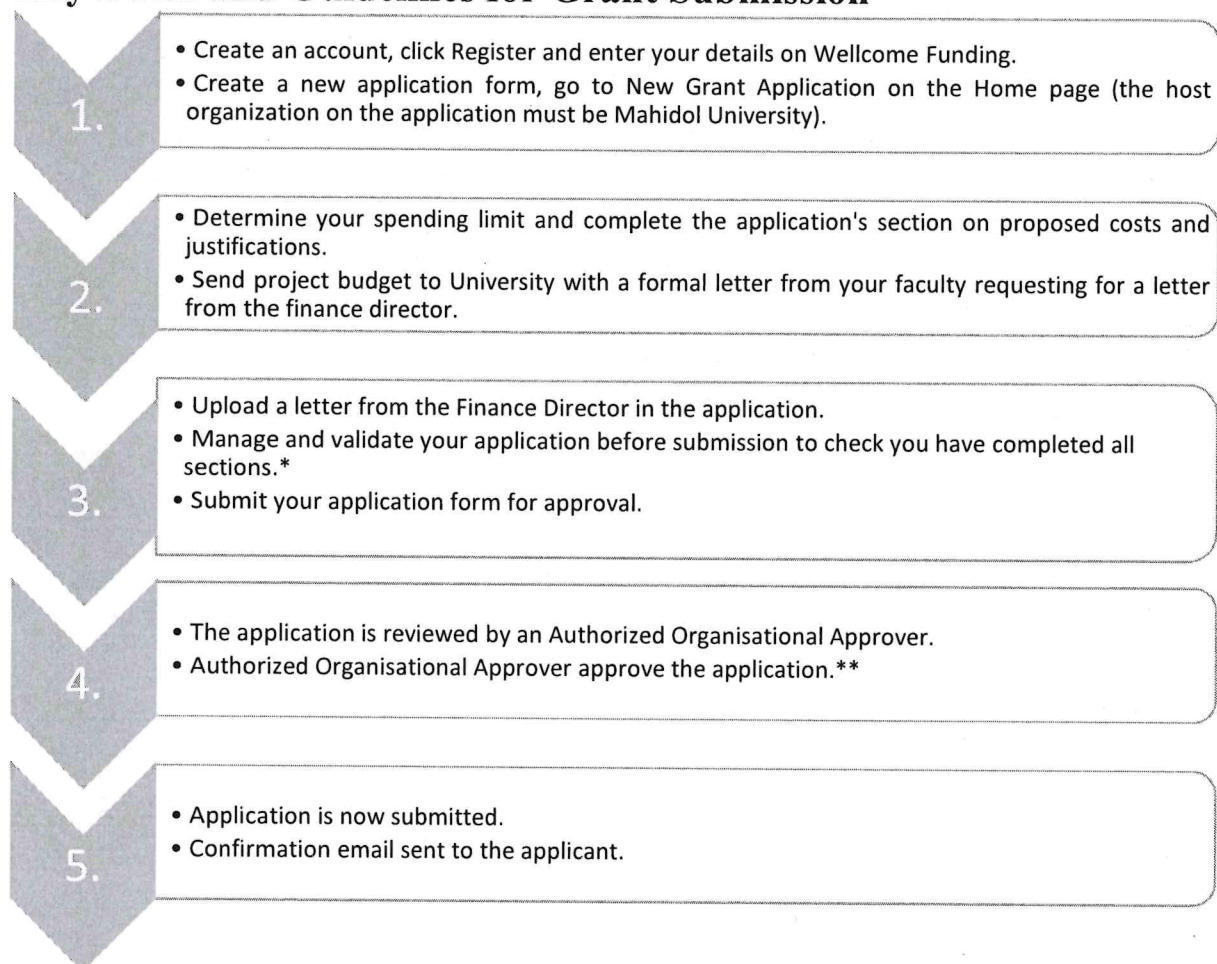 Guidelines for Grant Submission
• Create an account, click Register and enter your details on Wellcome Funding.
• Create a new application form, go to New Grant Application on the Home page (the host
organization on the application must be Mahidol University).
1.
• Determine your spending limit and complete the application's section on proposed costs and
justifications.
• Send project budget to University with a formal letter from your faculty requesting for a letter
from the finance director.
2.
• Upload a letter from the Finance Director in the application.
• Manage and validate your application before submission to check you have completed all
sections.*
• Submit your application form for approval.
3.
• The application is reviewed by an Authorized Organisational Approver.
• Authorized Organisational Approver approve the application.**
4.
• Application is now submitted.
• Confirmation email sent to the applicant.
5.